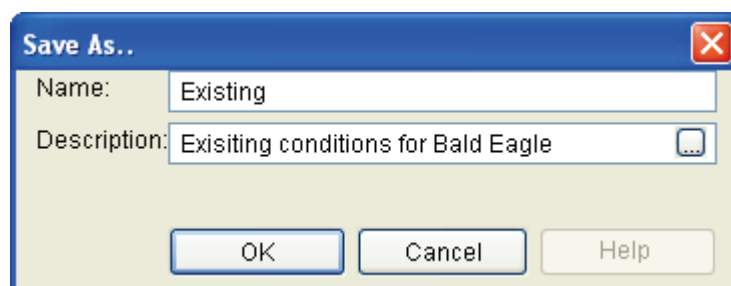 Save As..
Name: Existing
Description: Exisiting conditions for Bald Eagle ...
OK Cancel Help